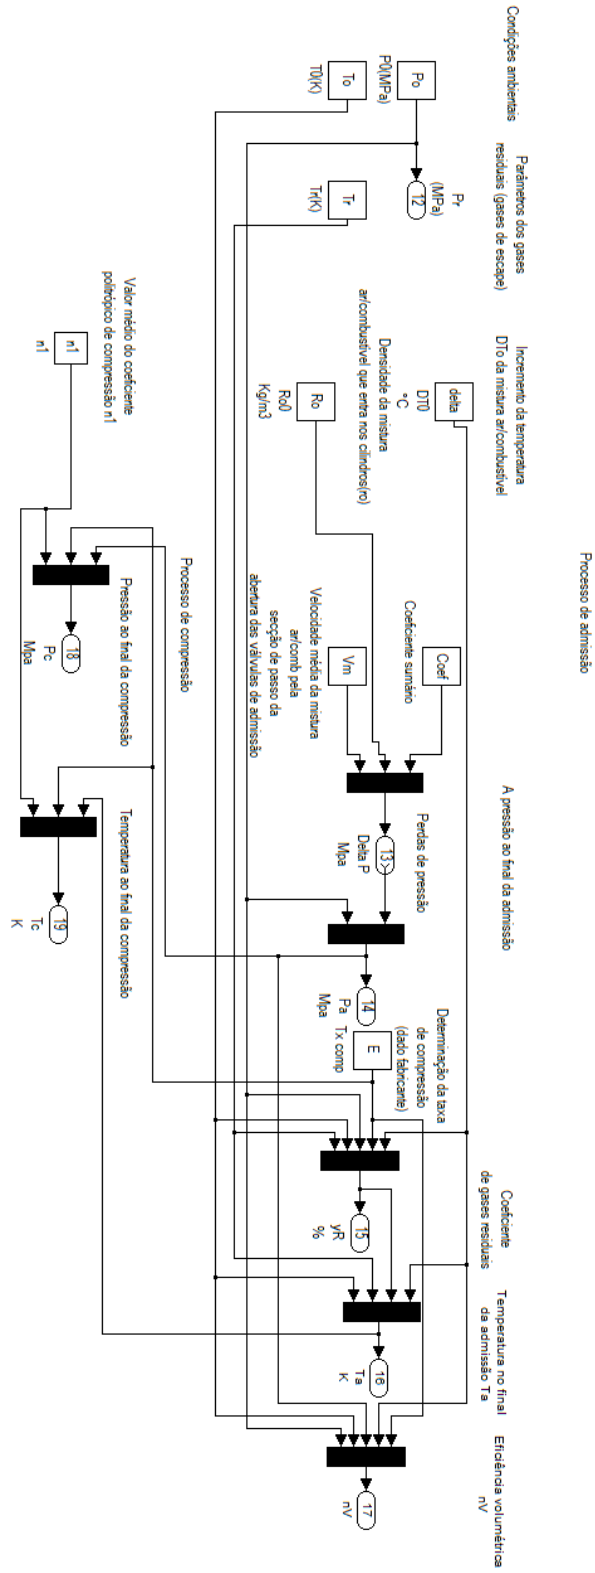 Processo de admissão
Condições ambientais
Po
P0(MPa)
To
T0(K)
Parâmetros dos gases
residuais (gases de escape)
Pr
(MPa)
12
Tr
Tr(K)
Incremento da temperatura
DTo da mistura ar/combustível
delta
DT0
°C
Densidade da mistura
ar/combustível que entra nos cilindros(ro)
Ro
Ro0
Kg/m3
Coeficiente sumário
Coef
Vm
Velocidade média da mistura
ar/comb pela
secção de passo da
abertura das válvulas de admissão
A pressão ao final da admissão
Perdas de pressão
13
Delta P
Mpa
14
Pa
Mpa
Determinação da taxa
de compressão
(dado fabricante)
E
Tx comp
Coeficiente
de gases residuais
15
yR
%
Temperatura no final
da admissão Ta
16
Ta
K
Eficiência volumétrica
nV
17
nV
Processo de compressão
Valor médio do coeficiente
politrópico de compressão n1
n1
n1
Pressão ao final da compressão
18
Pc
Mpa
Temperatura ao final da compressão
19
Tc
K